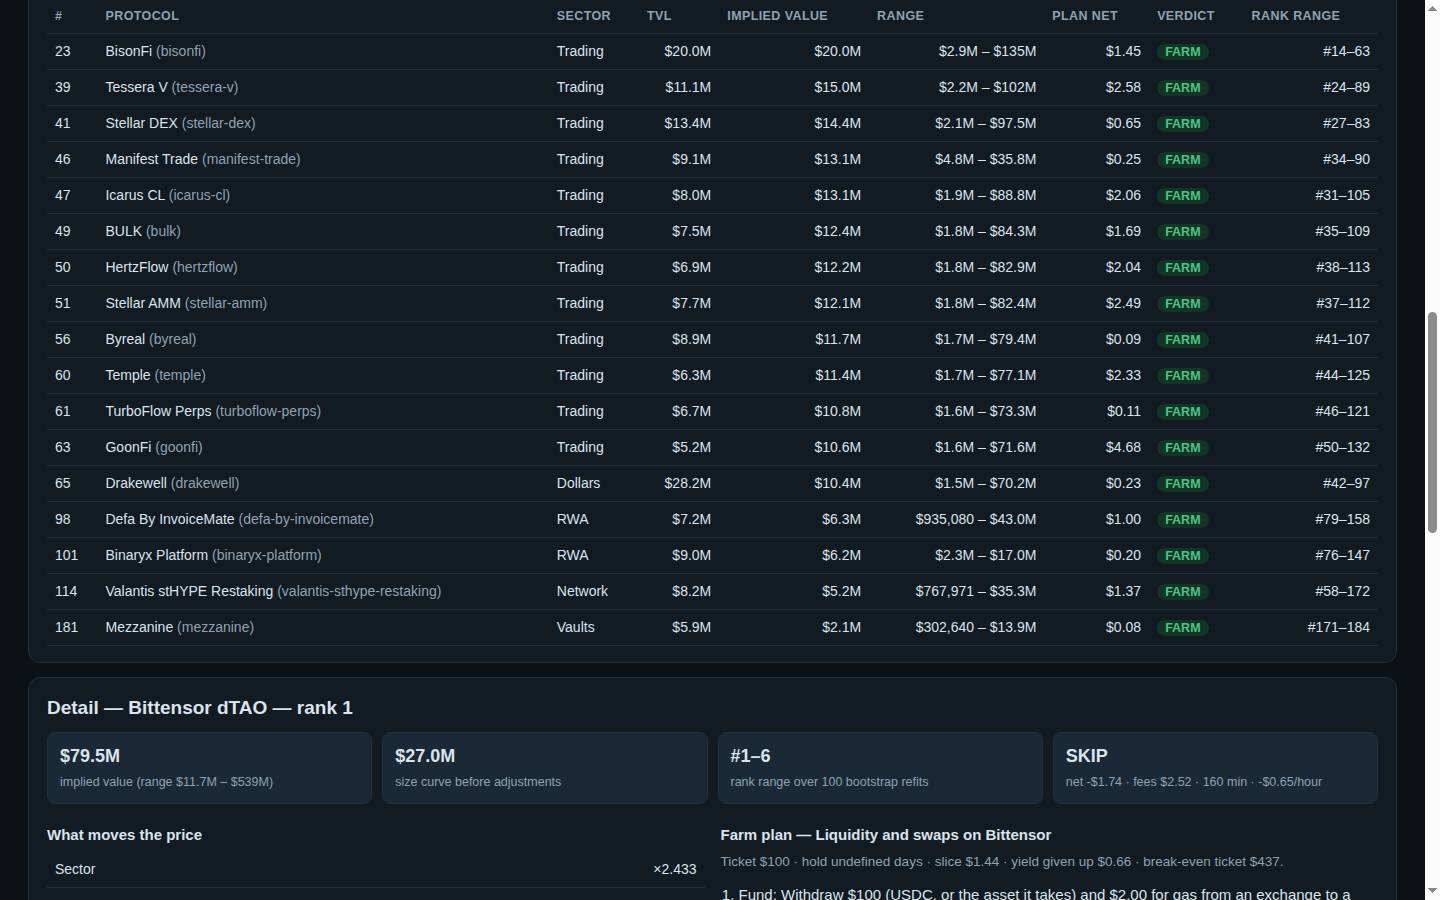 # PROTOCOL SECTOR TVL IMPLIED VALUE RANGE PLAN NET VERDICT RANK RANGE
23 BisonFi (bisonfi) Trading $20.0M $20.0M $2.9M – $135M $1.45 FARM #14–63
39 Tessera V (tessera-v) Trading $11.1M $15.0M $2.2M – $102M $2.58 FARM #24–89
41 Stellar DEX (stellar-dex) Trading $13.4M $14.4M $2.1M – $97.5M $0.65 FARM #27–83
46 Manifest Trade (manifest-trade) Trading $9.1M $13.1M $4.8M – $35.8M $0.25 FARM #34–90
47 Icarus CL (icarus-cl) Trading $8.0M $13.1M $1.9M – $88.8M $2.06 FARM #31–105
49 BULK (bulk) Trading $7.5M $12.4M $1.8M – $84.3M $1.69 FARM #35–109
50 HertzFlow (hertzflow) Trading $6.9M $12.2M $1.8M – $82.9M $2.04 FARM #38–113
51 Stellar AMM (stellar-amm) Trading $7.7M $12.1M $1.8M – $82.4M $2.49 FARM #37–112
56 Byreal (byreal) Trading $8.9M $11.7M $1.7M – $79.4M $0.09 FARM #41–107
60 Temple (temple) Trading $6.3M $11.4M $1.7M – $77.1M $2.33 FARM #44–125
61 TurboFlow Perps (turboflow-perps) Trading $6.7M $10.8M $1.6M – $73.3M $0.11 FARM #46–121
63 GoonFi (goonfi) Trading $5.2M $10.6M $1.6M – $71.6M $4.68 FARM #50–132
65 Drakewell (drakewell) Dollars $28.2M $10.4M $1.5M – $70.2M $0.23 FARM #42–97
98 Defa By InvoiceMate (defa-by-invoicemate) RWA $7.2M $6.3M $935,080 – $43.0M $1.00 FARM #79–158
101 Binaryx Platform (binaryx-platform) RWA $9.0M $6.2M $2.3M – $17.0M $0.20 FARM #76–147
114 Valantis stHYPE Restaking (valantis-sthype-restaking) Network $8.2M $5.2M $767,971 – $35.3M $1.37 FARM #58–172
181 Mezzanine (mezzanine) Vaults $5.9M $2.1M $302,640 – $13.9M $0.08 FARM #171–184
Detail — Bittensor dTAO — rank 1
$79.5M
implied value (range $11.7M – $539M)
$27.0M
size curve before adjustments
#1–6
rank range over 100 bootstrap refits
SKIP
net -$1.74 · fees $2.52 · 160 min · -$0.65/hour
What moves the price
Sector ×2.433
Farm plan — Liquidity and swaps on Bittensor
Ticket $100 · hold undefined days · slice $1.44 · yield given up $0.66 · break-even ticket $437.
1. Fund: Withdraw $100 (USDC, or the asset it takes) and $2.00 for gas from an exchange to a